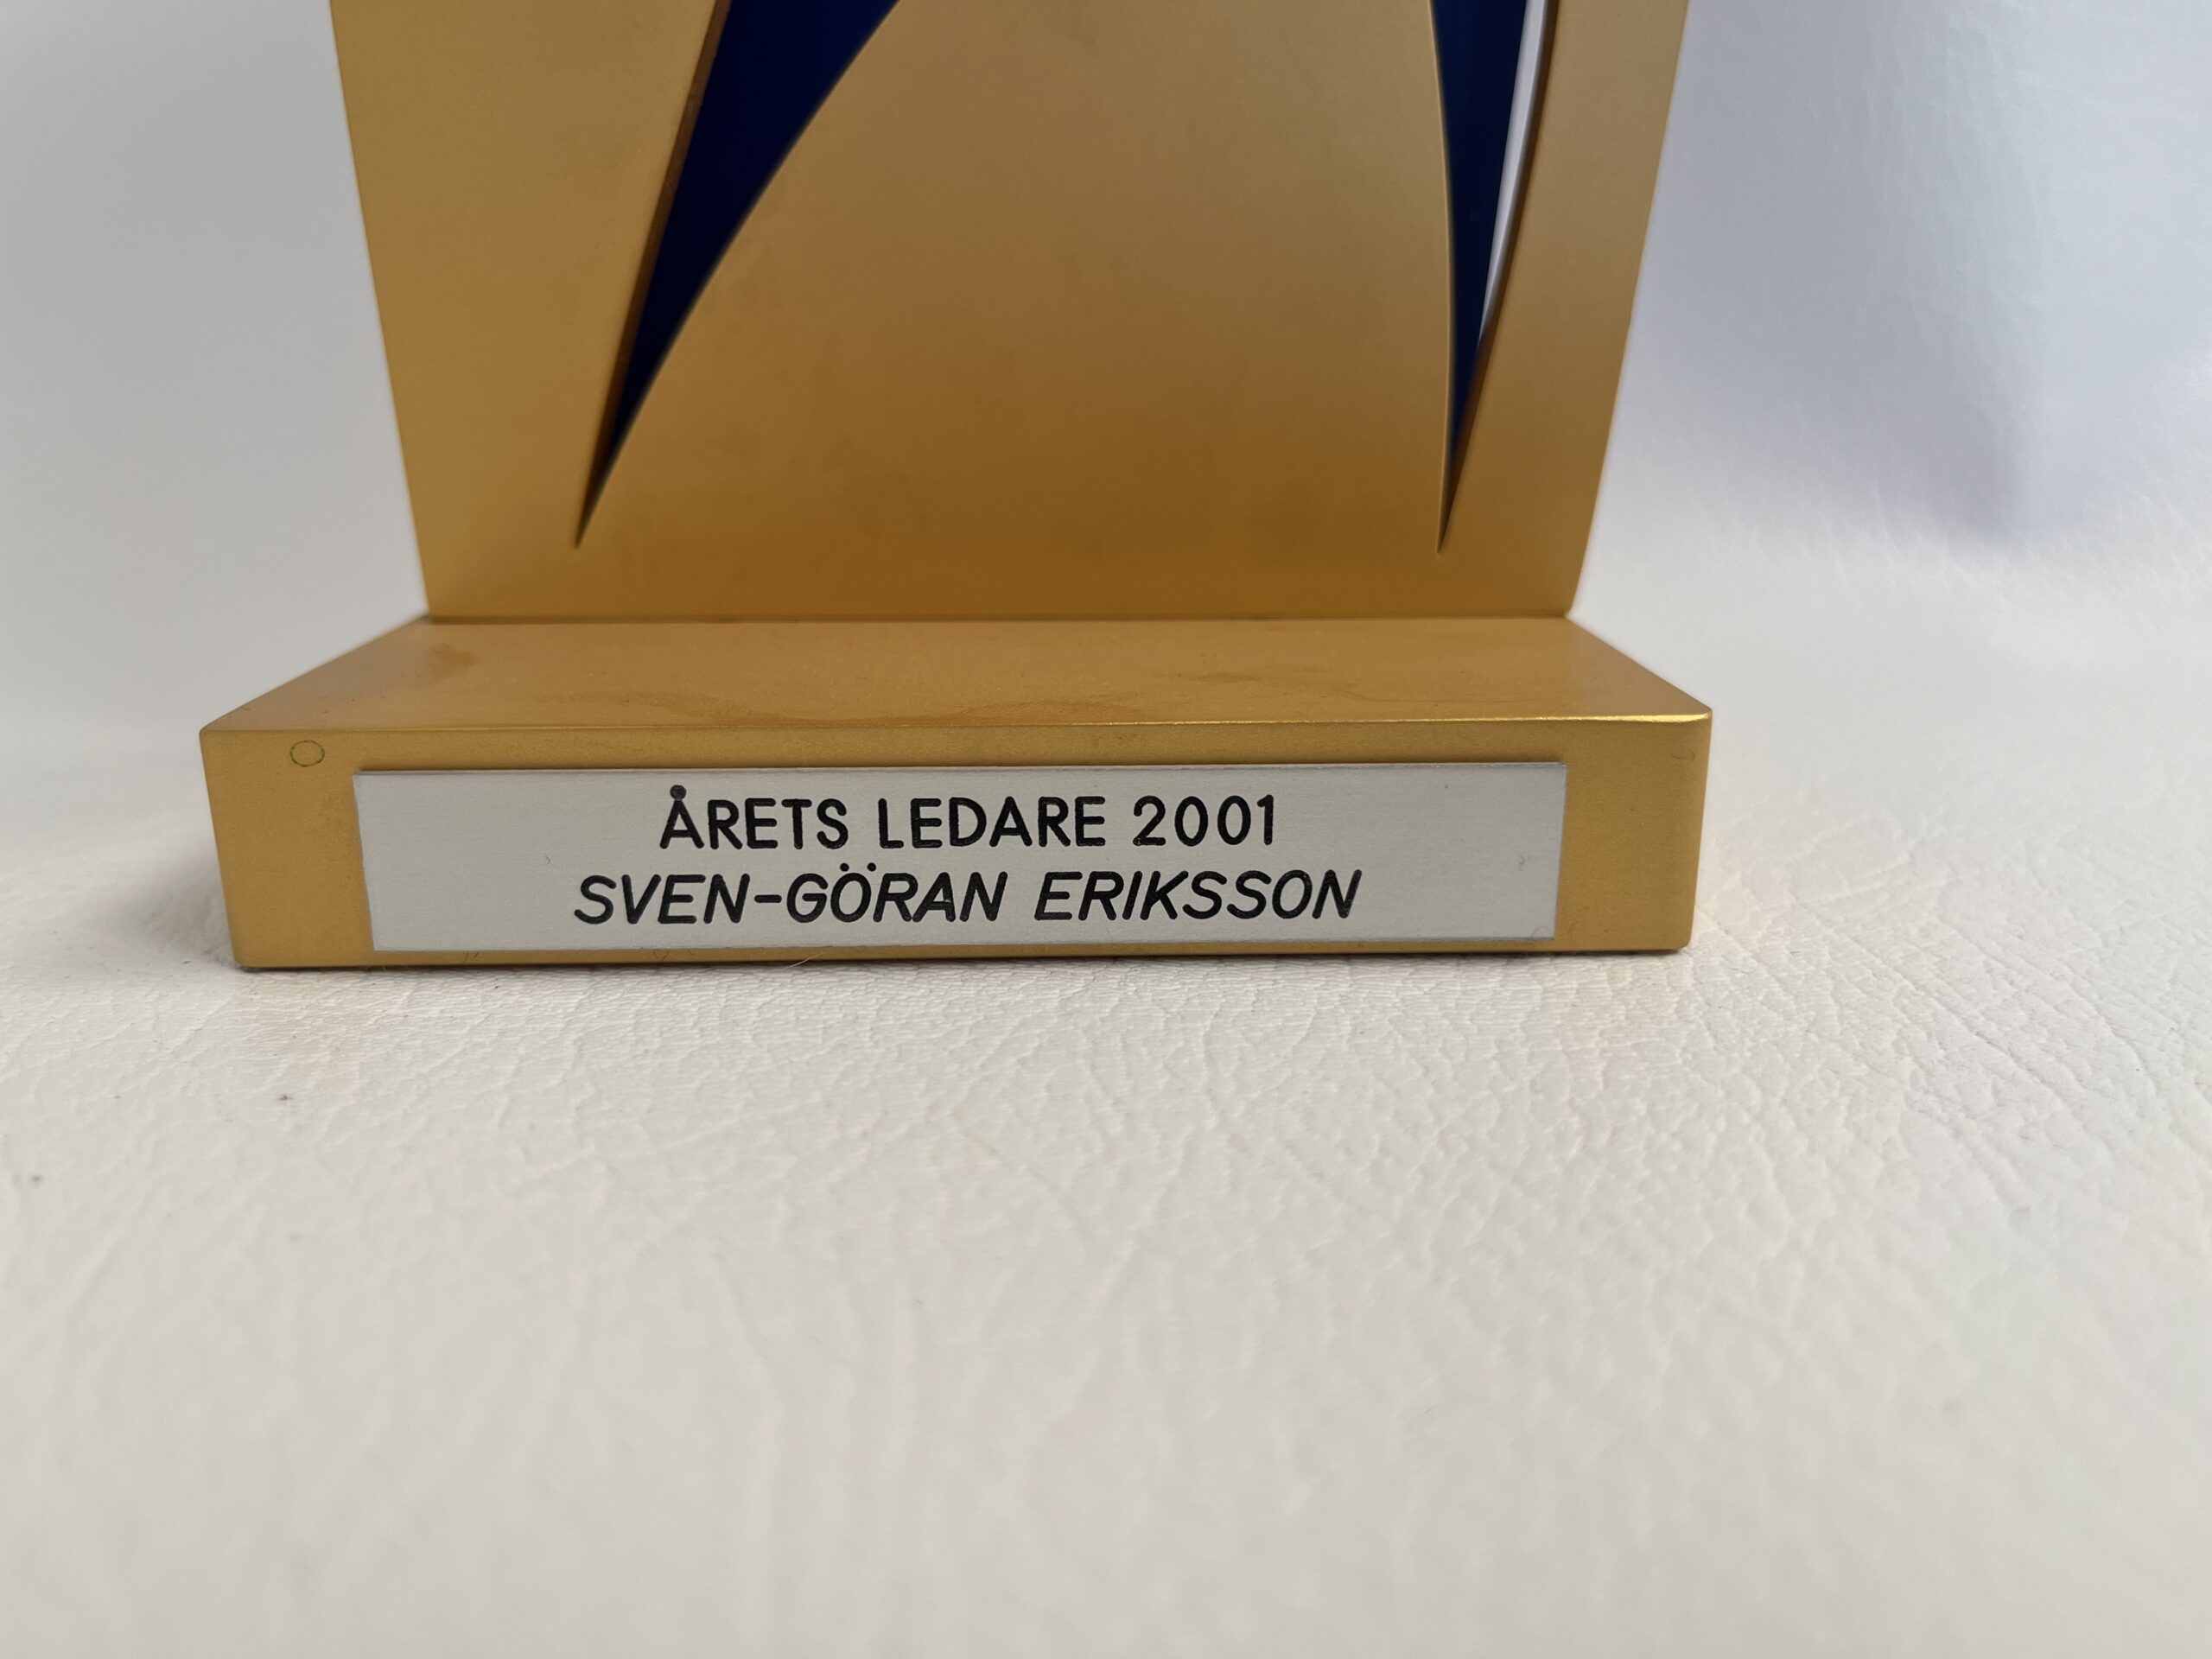 ÅRETS LEDARE 2001
SVEN-GÖRAN ERIKSSON